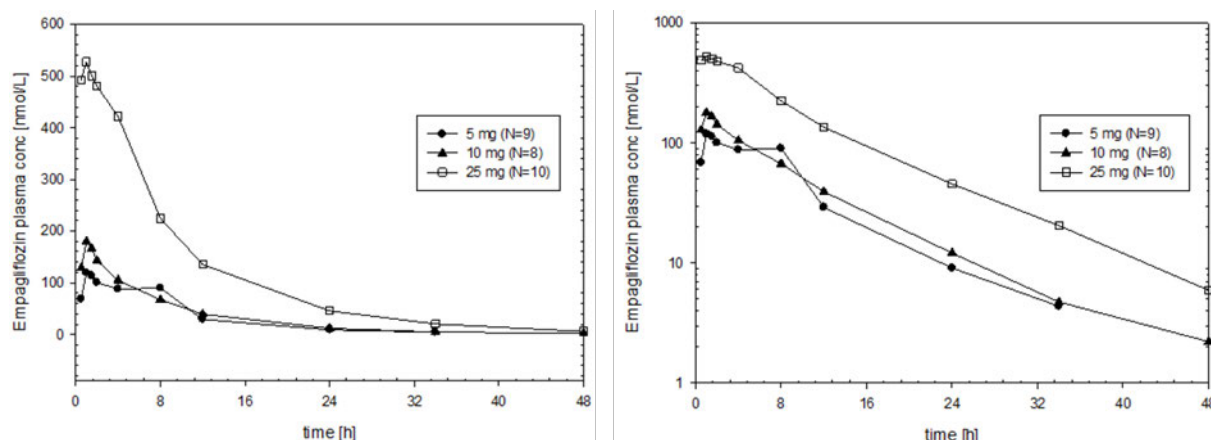 Empagliflozin plasma conc [nmol/L]
600
500
400
300
200
100
0
5 mg (N=9)
10 mg (N=8)
25 mg (N=10)
0 8 16 24 32 40 48
time [h]
Empagliflozin plasma conc [nmol/L]
1000
100
10
1
5 mg (N=9)
10 mg (N=8)
25 mg (N=10)
0 8 16 24 32 40 48
time [h]